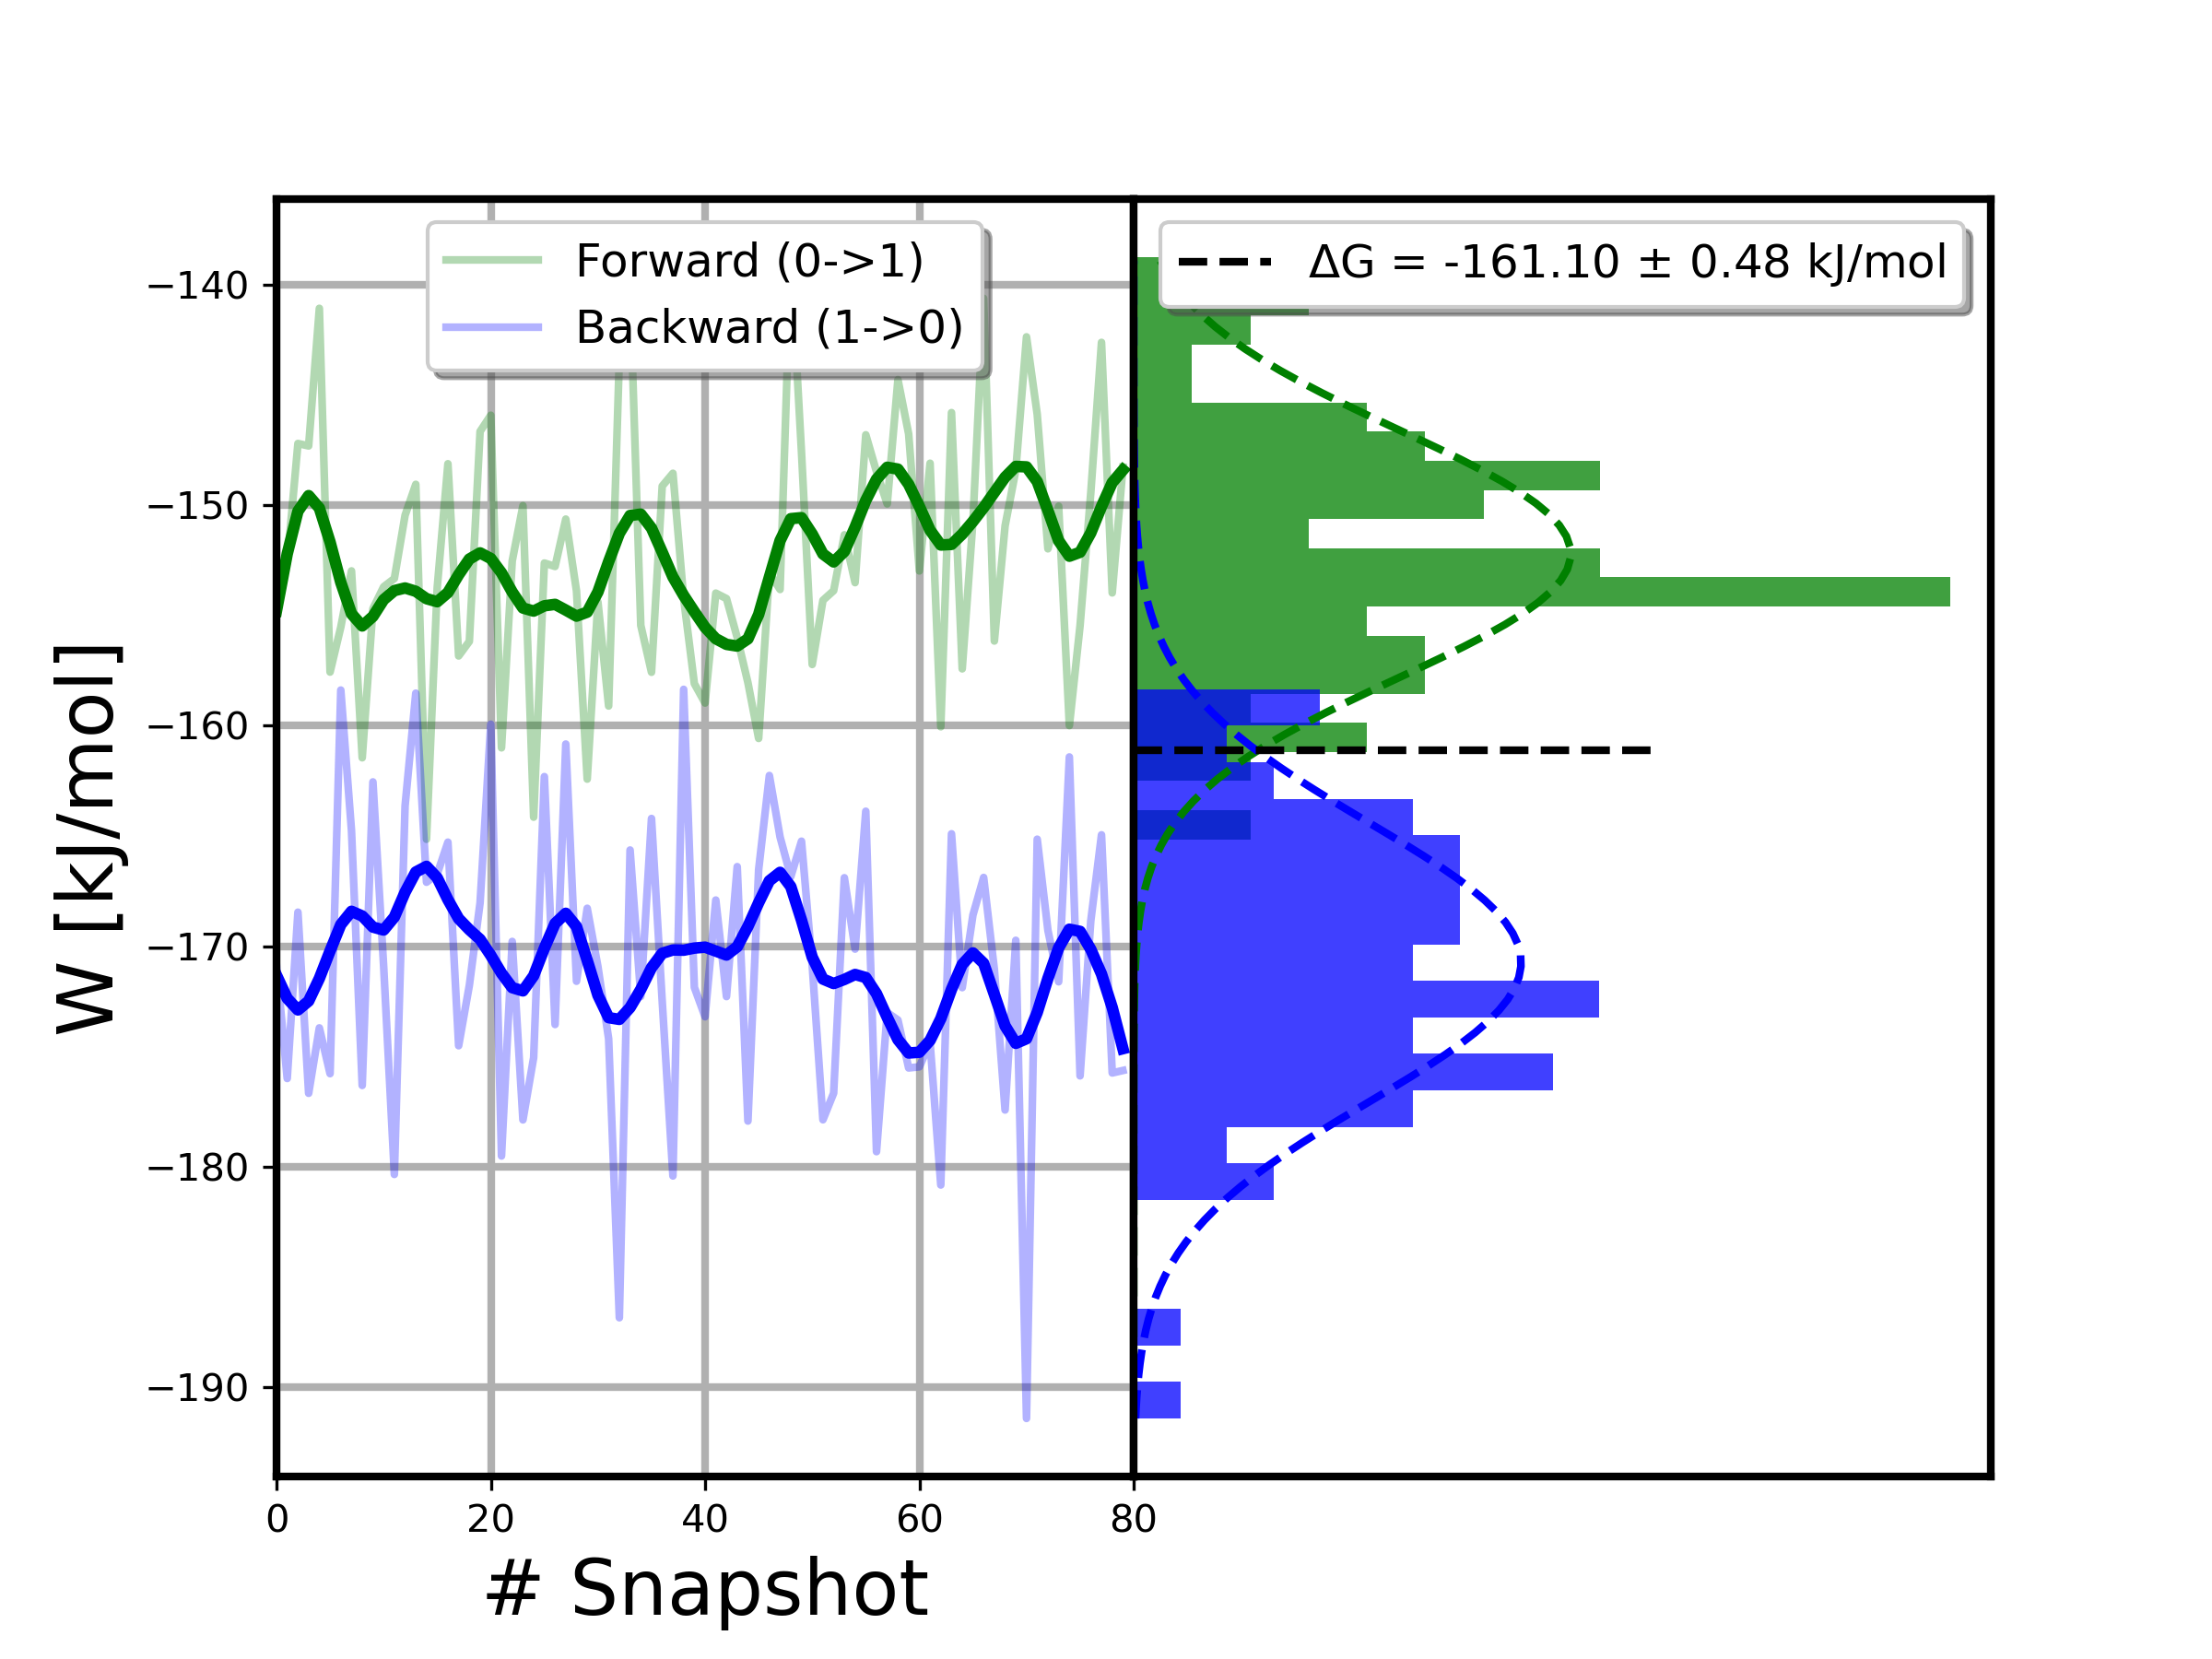 Forward (0->1)
Backward (1->0)
ΔG = -161.10 ± 0.48 kJ/mol
W [kJ/mol]
−140
−150
−160
−170
−180
−190
0 20 40 60 80
# Snapshot